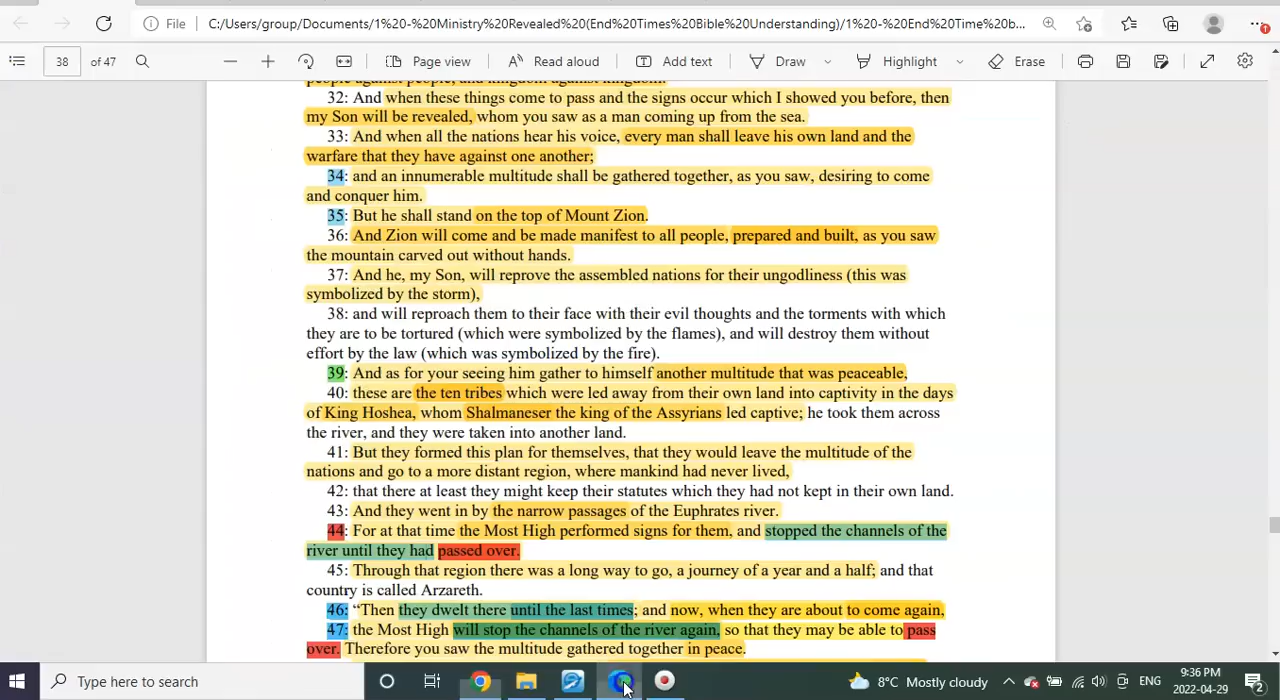 File
C:/Users/group/Documents/1%20-%20Ministry%20Revealed%20(End%20Times%20Bible%20Understanding)/1%20-%20End%20Time%20b...
38 of 47
Page view
Read aloud
Add text
Draw
Highlight
Erase
people against people, and kingdom against kingdom.
32: And when these things come to pass and the signs occur which I showed you before, then
my Son will be revealed, whom you saw as a man coming up from the sea.
33: And when all the nations hear his voice, every man shall leave his own land and the
warfare that they have against one another;
34: and an innumerable multitude shall be gathered together, as you saw, desiring to come
and conquer him.
35: But he shall stand on the top of Mount Zion.
36: And Zion will come and be made manifest to all people, prepared and built, as you saw
the mountain carved out without hands.
37: And he, my Son, will reprove the assembled nations for their ungodliness (this was
symbolized by the storm),
38: and will reproach them to their face with their evil thoughts and the torments with which
they are to be tortured (which were symbolized by the flames), and will destroy them without
effort by the law (which was symbolized by the fire).
39: And as for your seeing him gather to himself another multitude that was peaceable,
40: these are the ten tribes which were led away from their own land into captivity in the days
of King Hoshea, whom Shalmaneser the king of the Assyrians led captive; he took them across
the river, and they were taken into another land.
41: But they formed this plan for themselves, that they would leave the multitude of the
nations and go to a more distant region, where mankind had never lived,
42: that there at least they might keep their statutes which they had not kept in their own land.
43: And they went in by the narrow passages of the Euphrates river.
44: For at that time the Most High performed signs for them, and stopped the channels of the
river until they had passed over.
45: Through that region there was a long way to go, a journey of a year and a half; and that
country is called Arzareth.
46: “Then they dwelt there until the last times; and now, when they are about to come again,
47: the Most High will stop the channels of the river again, so that they may be able to pass
over. Therefore you saw the multitude gathered together in peace.
Type here to search
8°C Mostly cloudy
ENG
9:36 PM
2022-04-29
2